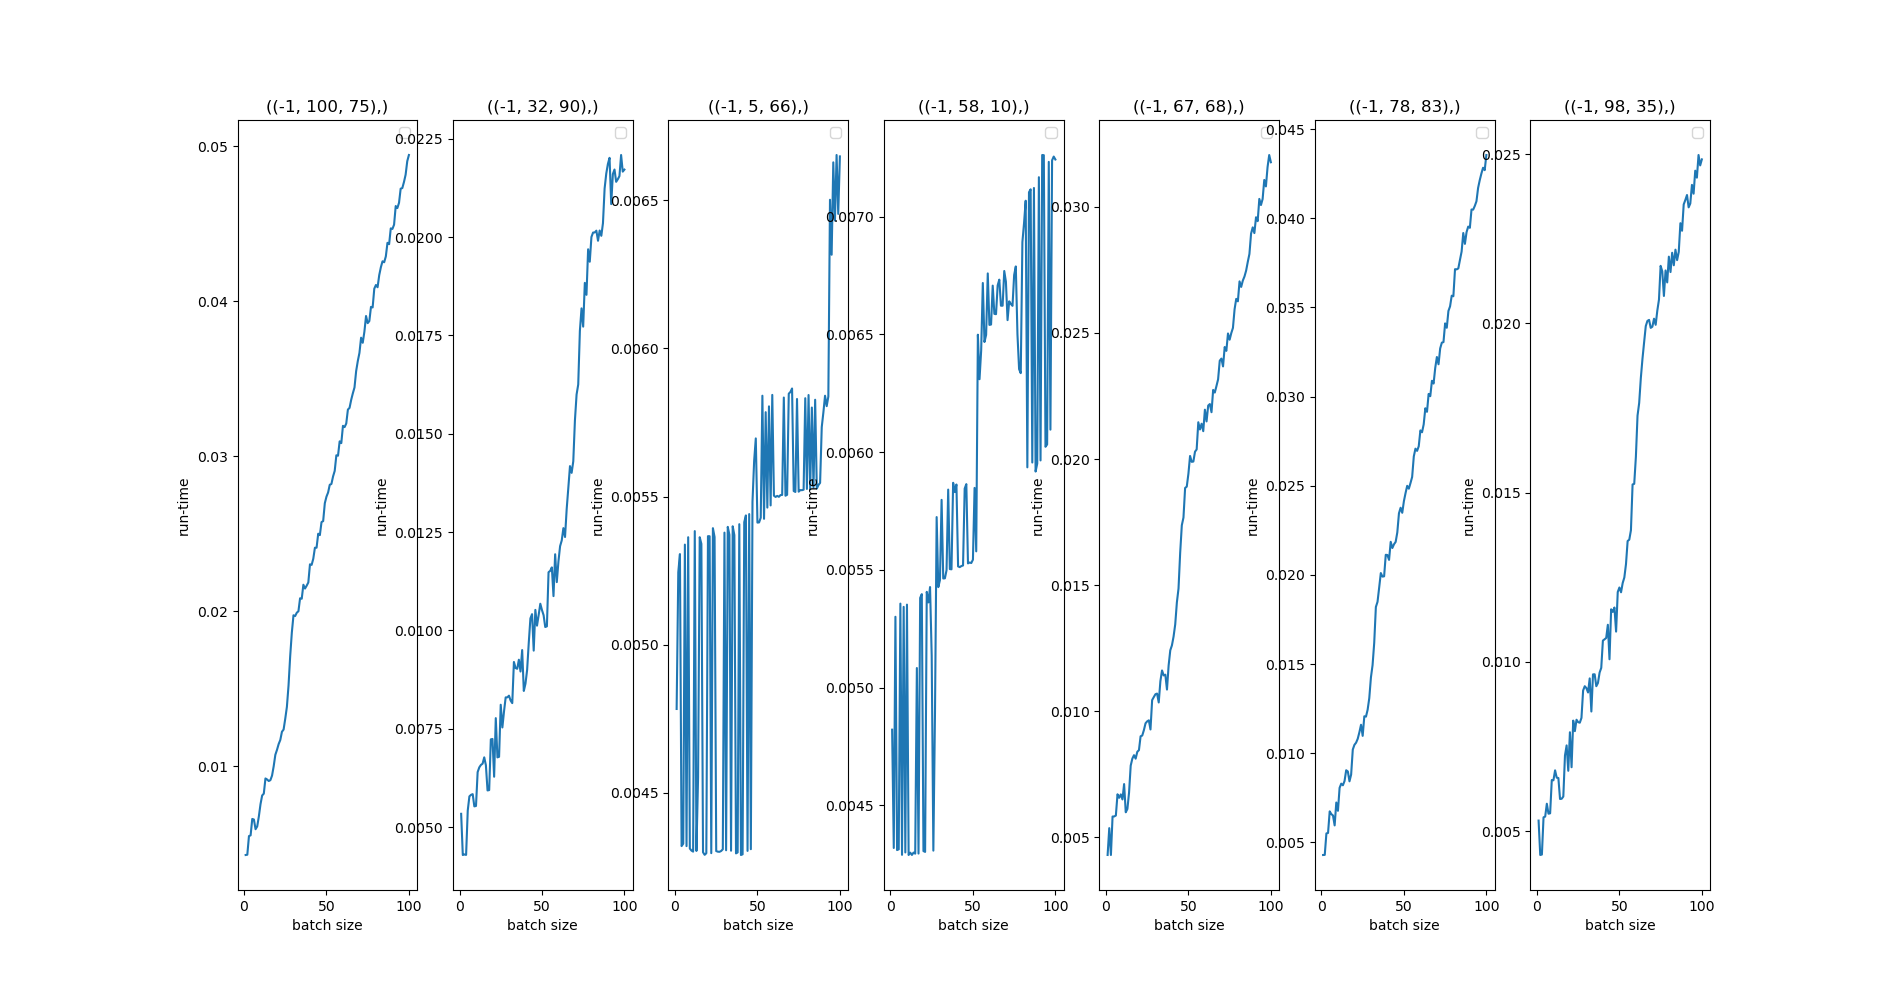 ((-1, 100, 75),)
0.05
0.04
0.03
0.02
0.01
run-time
0 50 100
batch size
((-1, 32, 90),)
0.0225
0.0200
0.0175
0.0150
0.0125
0.0100
0.0075
0.0050
run-time
0 50 100
batch size
((-1, 5, 66),)
0.0065
0.0060
0.0055
0.0050
0.0045
run-time
0 50 100
batch size
((-1, 58, 10),)
0.0070
0.0065
0.0060
0.0055
0.0050
0.0045
run-time
0 50 100
batch size
((-1, 67, 68),)
0.030
0.025
0.020
0.015
0.010
0.005
run-time
0 50 100
batch size
((-1, 78, 83),)
0.045
0.040
0.035
0.030
0.025
0.020
0.015
0.010
0.005
run-time
0 50 100
batch size
((-1, 98, 35),)
0.025
0.020
0.015
0.010
0.005
run-time
0 50 100
batch size